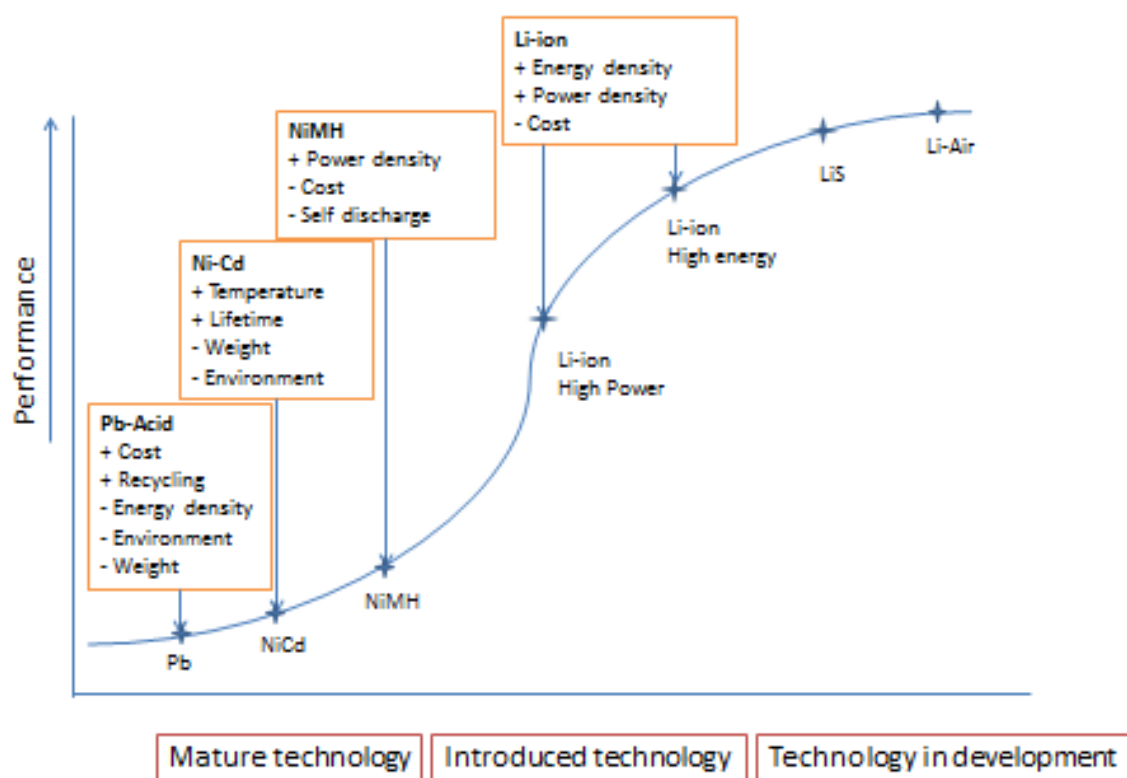 Li-ion
+ Energy density
+ Power density
- Cost
NiMH
+ Power density
- Cost
- Self discharge
Ni-Cd
+ Temperature
+ Lifetime
- Weight
- Environment
Pb-Acid
+ Cost
+ Recycling
- Energy density
- Environment
- Weight
Performance
Pb
NiCd
NiMH
Li-ion
High Power
Li-ion
High energy
LiS
Li-Air
Mature technology
Introduced technology
Technology in development